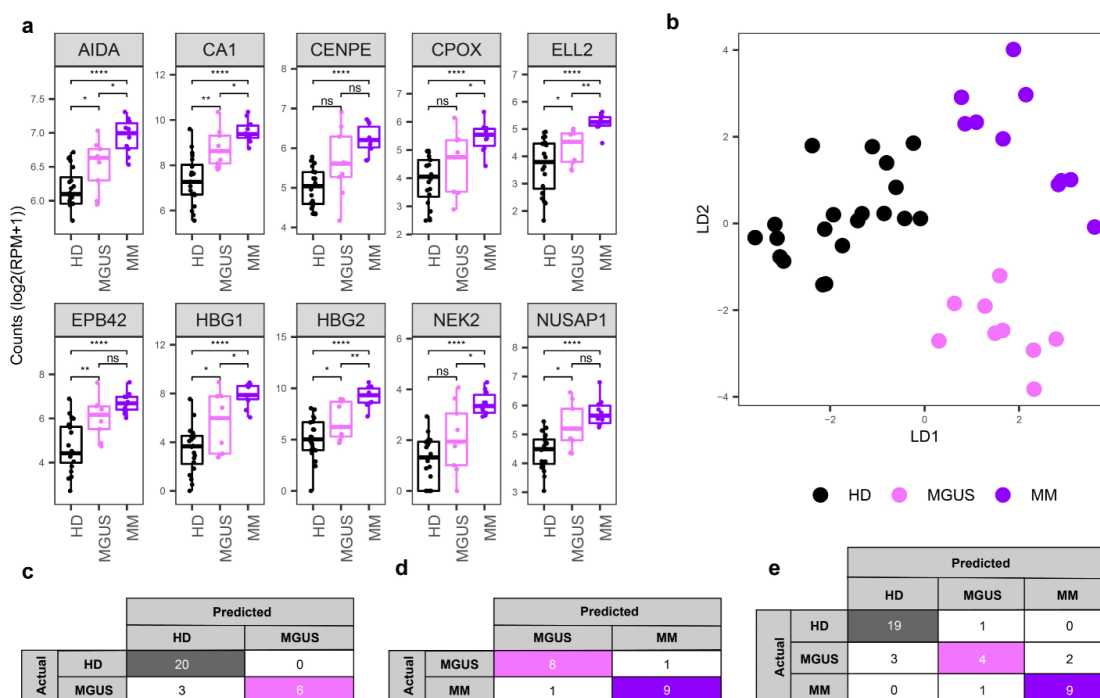 a
Counts (log2(RPM+1))
AIDA CA1 CENPE CPOX ELL2
**** **** **** **** ****
* * ** * ns ns ns * * **
7.5 7.0 6.5 6.0
12 10 8 6
8 7 6 5 4
7 6 5 4 3 2
7 6 5 4 3 2
HD MGUS MM HD MGUS MM HD MGUS MM HD MGUS MM HD MGUS MM
EPB42 HBG1 HBG2 NEK2 NUSAP1
**** **** **** **** ****
** ns * * * ** ns * * ns
8 6 4
12 8 4 0
15 10 5 0
6 4 2 0
8 7 6 5 4 3
HD MGUS MM HD MGUS MM HD MGUS MM HD MGUS MM HD MGUS MM
b
LD2
4
2
0
−2
−4
−2 0 2
LD1
HD MGUS MM
c
Predicted
HD MGUS
Actual
HD 20 0
MGUS 3 6
d
Predicted
MGUS MM
Actual
MGUS 8 1
MM 1 9
e
Predicted
HD MGUS MM
Actual
HD 19 1 0
MGUS 3 4 2
MM 0 1 9